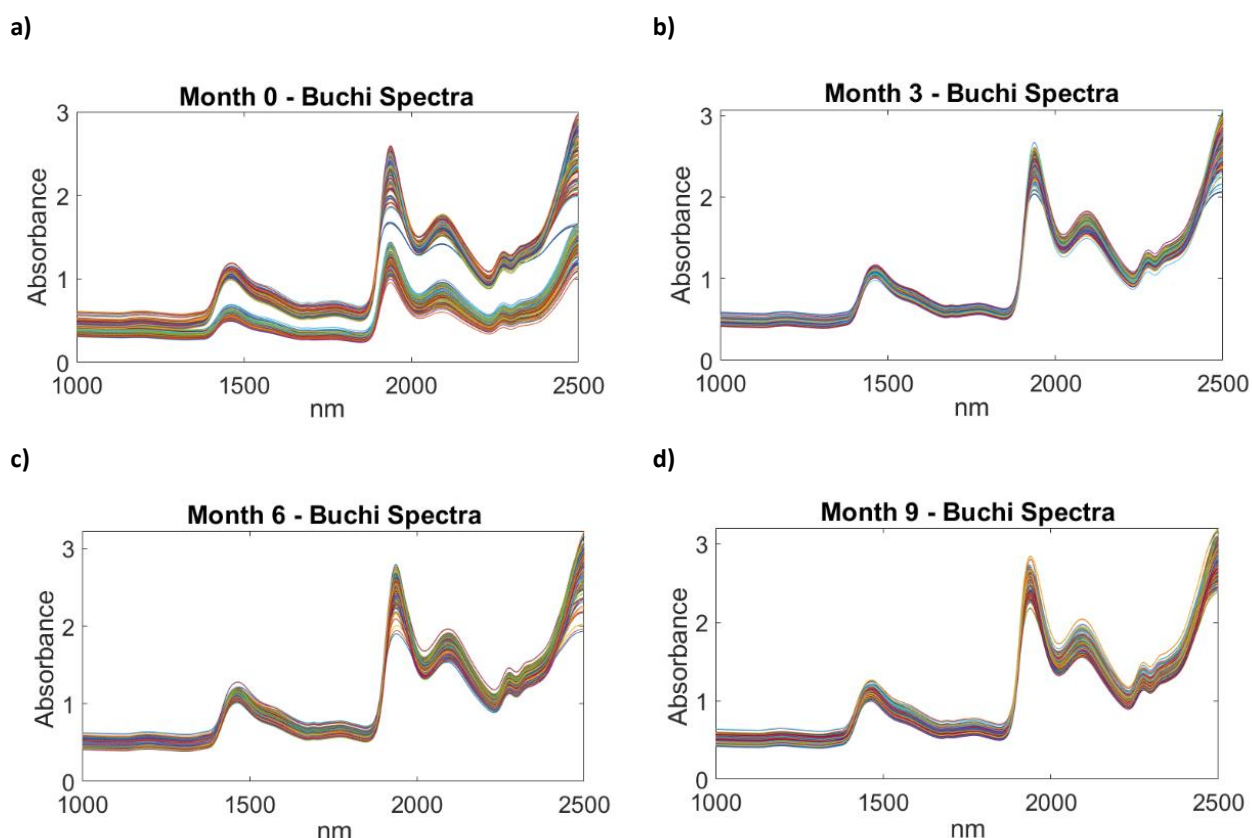 a)
b)
Month 0 - Buchi Spectra
Month 3 - Buchi Spectra
3
2
1
0
Absorbance
1000
1500
2000
2500
nm
3
2
1
0
Absorbance
1000
1500
2000
2500
nm
c)
d)
Month 6 - Buchi Spectra
Month 9 - Buchi Spectra
3
2
1
0
Absorbance
1000
1500
2000
2500
nm
3
2
1
0
Absorbance
1000
1500
2000
2500
nm